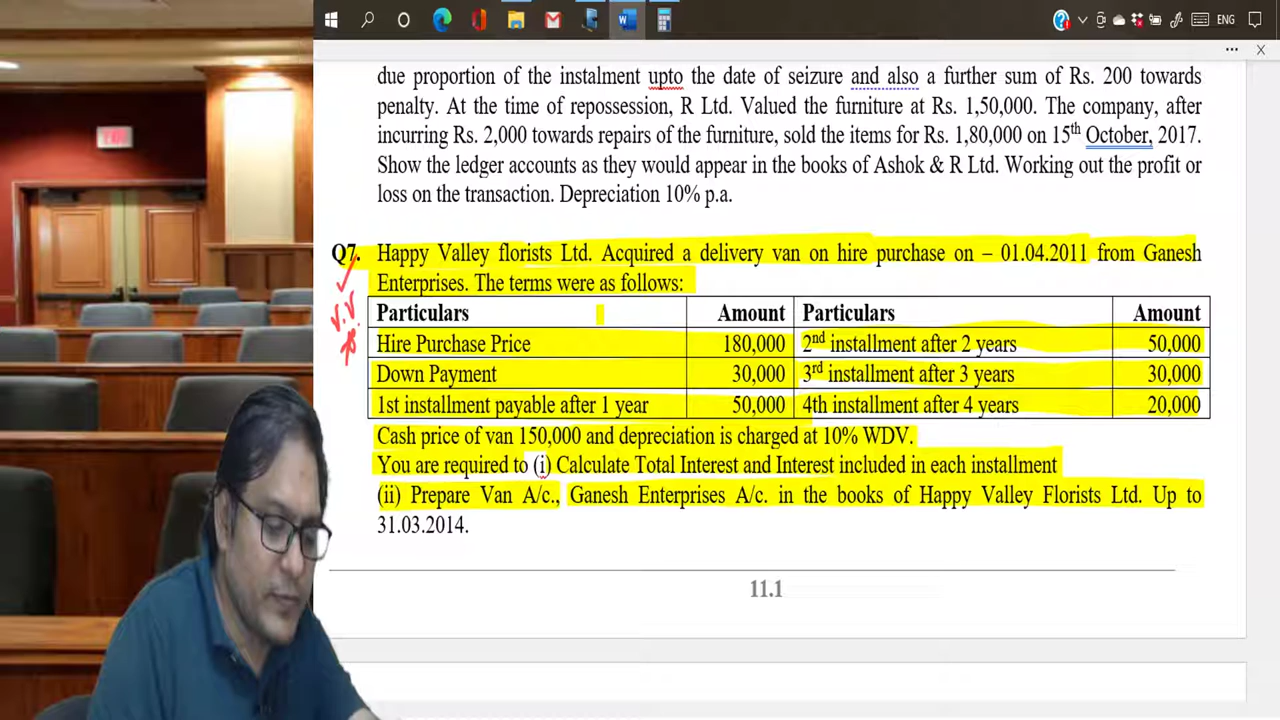 ENG
due proportion of the instalment upto the date of seizure and also a further sum of Rs. 200 towards
penalty. At the time of repossession, R Ltd. Valued the furniture at Rs. 1,50,000. The company, after
incurring Rs. 2,000 towards repairs of the furniture, sold the items for Rs. 1,80,000 on 15th October, 2017.
Show the ledger accounts as they would appear in the books of Ashok & R Ltd. Working out the profit or
loss on the transaction. Depreciation 10% p.a.
Q7. Happy Valley florists Ltd. Acquired a delivery van on hire purchase on – 01.04.2011 from Ganesh
Enterprises. The terms were as follows:
Particulars Amount Particulars Amount
Hire Purchase Price 180,000 2nd installment after 2 years 50,000
Down Payment 30,000 3rd installment after 3 years 30,000
1st installment payable after 1 year 50,000 4th installment after 4 years 20,000
Cash price of van 150,000 and depreciation is charged at 10% WDV.
You are required to (i) Calculate Total Interest and Interest included in each installment
(ii) Prepare Van A/c., Ganesh Enterprises A/c. in the books of Happy Valley Florists Ltd. Up to
31.03.2014.
11.1
V.V